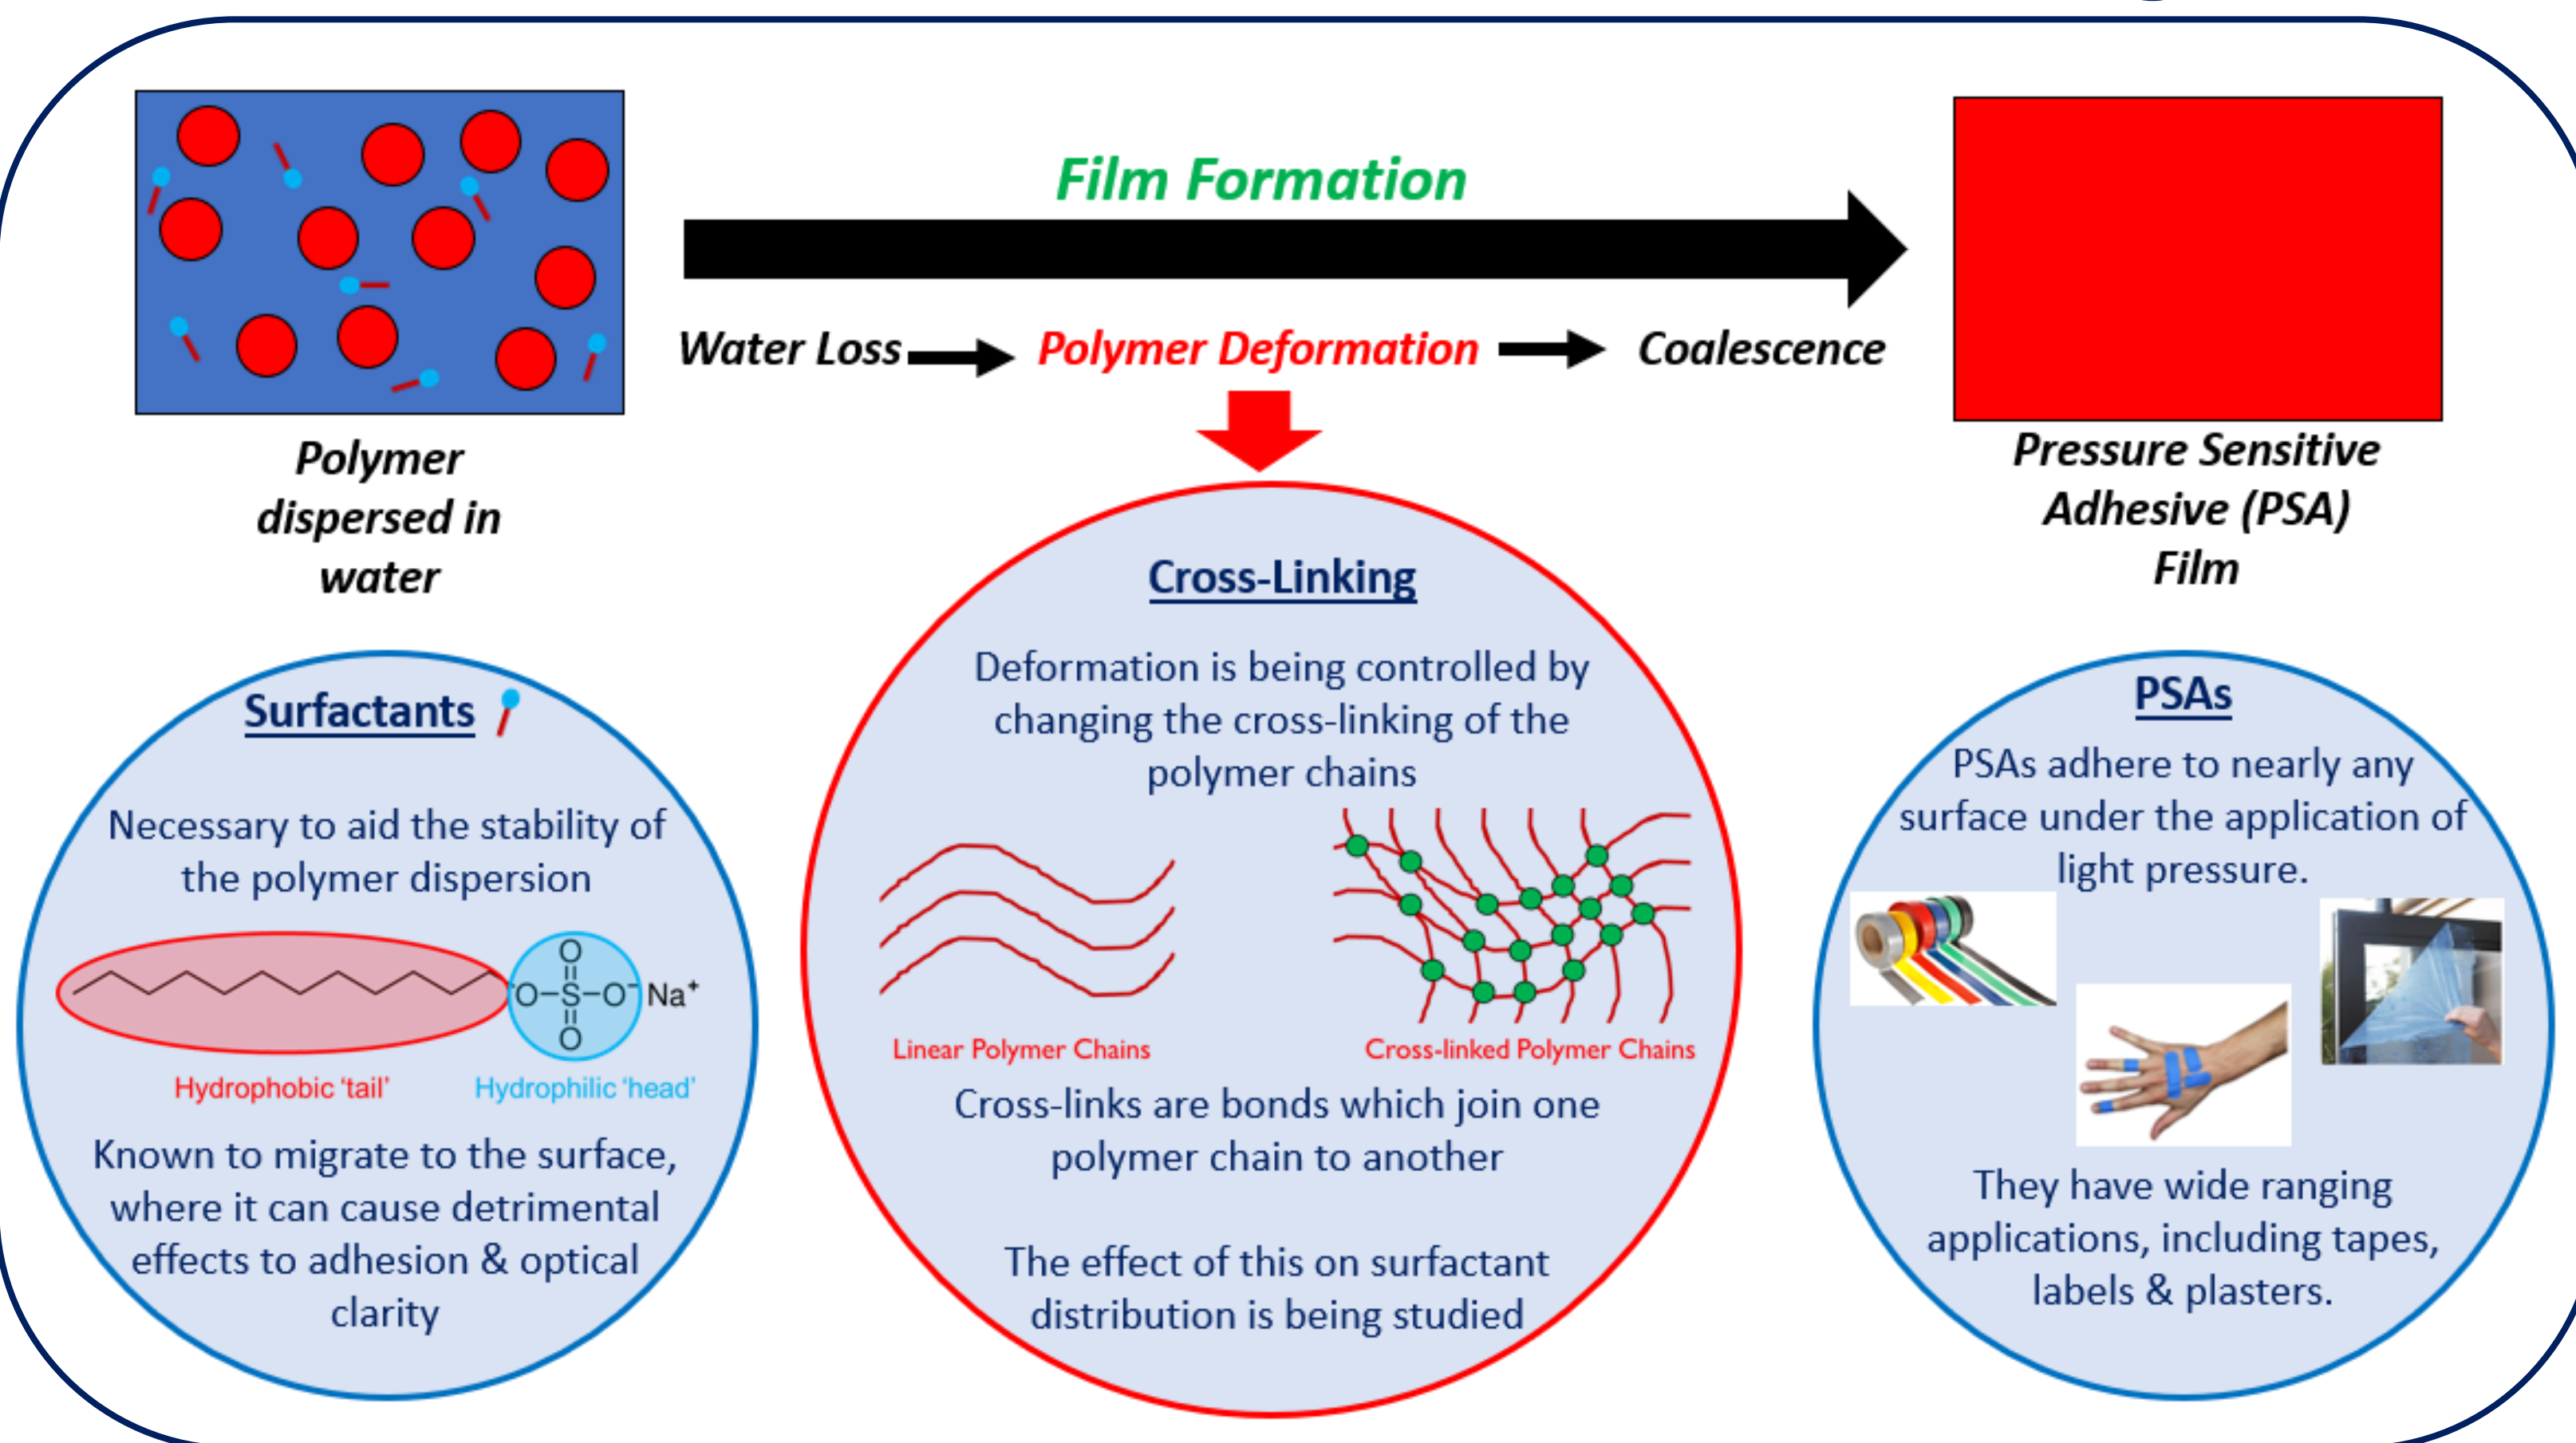 Film Formation
Water Loss
Polymer Deformation
Coalescence
Polymer
dispersed in
water
Pressure Sensitive
Adhesive (PSA)
Film
Surfactants
Necessary to aid the stability of
the polymer dispersion
O
O–S–O⁻ Na⁺
O
Hydrophobic ‘tail’
Hydrophilic ‘head’
Known to migrate to the surface,
where it can cause detrimental
effects to adhesion & optical
clarity
Cross-Linking
Deformation is being controlled by
changing the cross-linking of the
polymer chains
Linear Polymer Chains
Cross-linked Polymer Chains
Cross-links are bonds which join one
polymer chain to another
The effect of this on surfactant
distribution is being studied
PSAs
PSAs adhere to nearly any
surface under the application of
light pressure.
They have wide ranging
applications, including tapes,
labels & plasters.